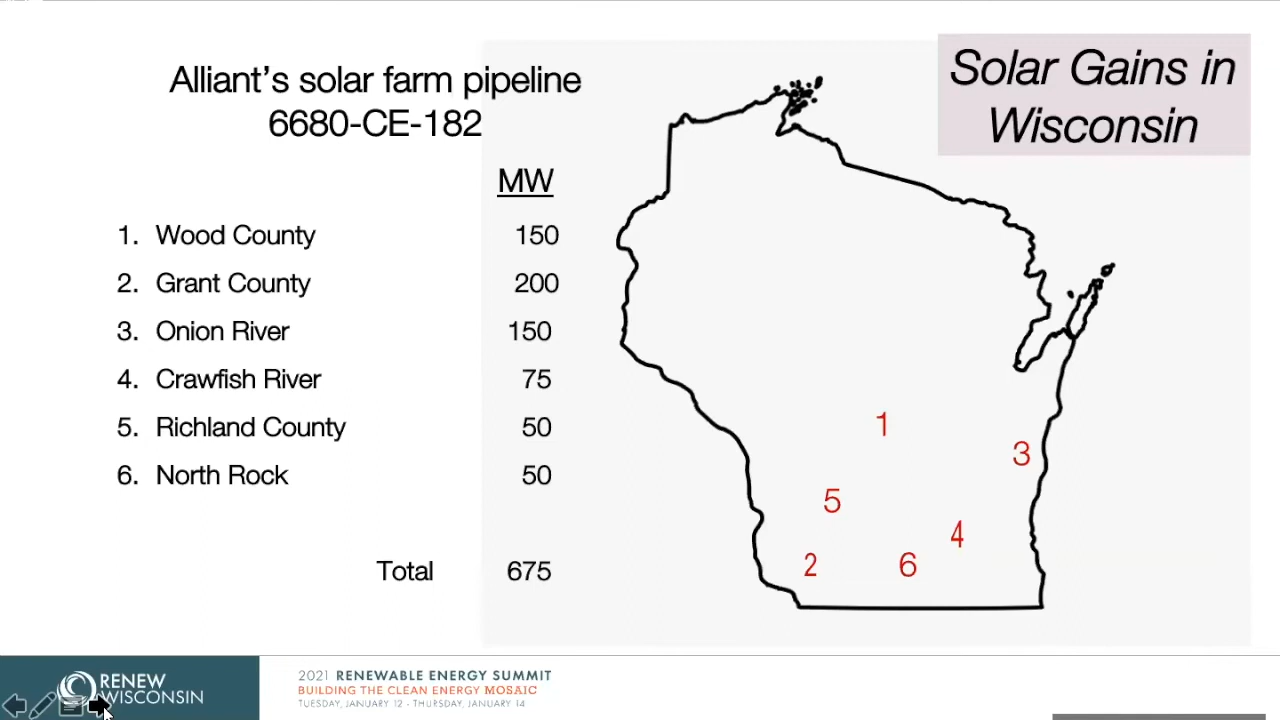 Alliant's solar farm pipeline
6680-CE-182
Solar Gains in
Wisconsin
MW
1. Wood County 150
2. Grant County 200
3. Onion River 150
4. Crawfish River 75
5. Richland County 50
6. North Rock 50
Total 675
1
3
5
4
2
6
RENEW
WISCONSIN
2021 RENEWABLE ENERGY SUMMIT
BUILDING THE CLEAN ENERGY MOSAIC
TUESDAY, JANUARY 12 - THURSDAY, JANUARY 14